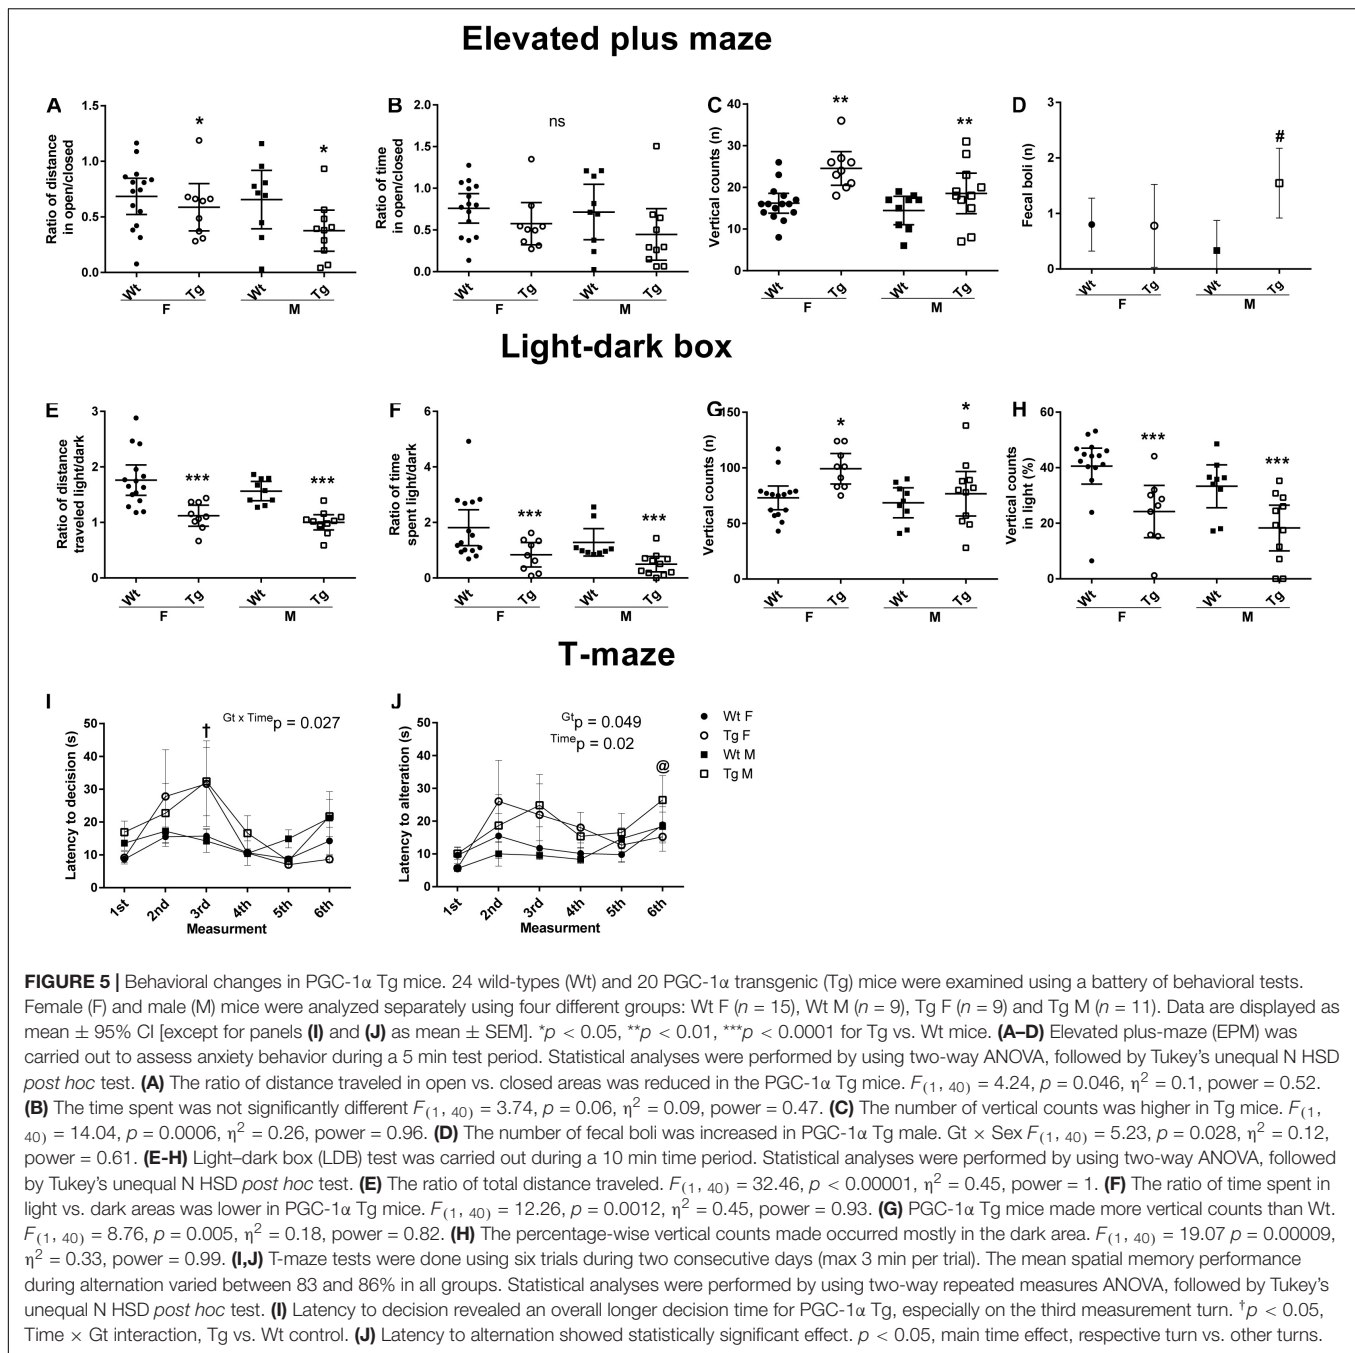 Elevated plus maze
A
Ratio of distance
in open/closed
1.5
1.0
0.5
0.0
*
*
Wt
Tg
Wt
Tg
F
M
B
Ratio of time
in open/closed
2.0
1.5
1.0
0.5
0.0
ns
Wt
Tg
Wt
Tg
F
M
C
Vertical counts (n)
40
30
20
10
0
**
**
Wt
Tg
Wt
Tg
F
M
D
Fecal boli (n)
3
2
1
0
#
Wt
Tg
Wt
Tg
F
M
Light-dark box
E
Ratio of distance
traveled light/dark
3
2
1
0
***
***
Wt
Tg
Wt
Tg
F
M
F
Ratio of time
spent light/dark
6
4
2
0
***
***
Wt
Tg
Wt
Tg
F
M
G
Vertical counts (n)
150
100
50
0
*
*
Wt
Tg
Wt
Tg
F
M
H
Vertical counts
in light (%)
60
40
20
0
***
***
Wt
Tg
Wt
Tg
F
M
T-maze
I
Latency to decision (s)
50
40
30
20
10
0
†
Gt x Time p = 0.027
1st
2nd
3rd
4th
5th
6th
Measurment
J
Latency to alteration (s)
50
40
30
20
10
0
Gt p = 0.049
Time p = 0.02
@
1st
2nd
3rd
4th
5th
6th
Measurment
Wt F
Tg F
Wt M
Tg M
FIGURE 5 | Behavioral changes in PGC-1α Tg mice. 24 wild-types (Wt) and 20 PGC-1α transgenic (Tg) mice were examined using a battery of behavioral tests.
Female (F) and male (M) mice were analyzed separately using four different groups: Wt F (n = 15), Wt M (n = 9), Tg F (n = 9) and Tg M (n = 11). Data are displayed as
mean ± 95% CI [except for panels (I) and (J) as mean ± SEM]. *p < 0.05, **p < 0.01, ***p < 0.0001 for Tg vs. Wt mice. (A–D) Elevated plus-maze (EPM) was
carried out to assess anxiety behavior during a 5 min test period. Statistical analyses were performed by using two-way ANOVA, followed by Tukey's unequal N HSD
post hoc test. (A) The ratio of distance traveled in open vs. closed areas was reduced in the PGC-1α Tg mice. F(1, 40) = 4.24, p = 0.046, η² = 0.1, power = 0.52.
(B) The time spent was not significantly different F(1, 40) = 3.74, p = 0.06, η² = 0.09, power = 0.47. (C) The number of vertical counts was higher in Tg mice. F(1,
40) = 14.04, p = 0.0006, η² = 0.26, power = 0.96. (D) The number of fecal boli was increased in PGC-1α Tg male. Gt × Sex F(1, 40) = 5.23, p = 0.028, η² = 0.12,
power = 0.61. (E-H) Light–dark box (LDB) test was carried out during a 10 min time period. Statistical analyses were performed by using two-way ANOVA, followed
by Tukey's unequal N HSD post hoc test. (E) The ratio of total distance traveled. F(1, 40) = 32.46, p < 0.00001, η² = 0.45, power = 1. (F) The ratio of time spent in
light vs. dark areas was lower in PGC-1α Tg mice. F(1, 40) = 12.26, p = 0.0012, η² = 0.45, power = 0.93. (G) PGC-1α Tg mice made more vertical counts than Wt.
F(1, 40) = 8.76, p = 0.005, η² = 0.18, power = 0.82. (H) The percentage-wise vertical counts made occurred mostly in the dark area. F(1, 40) = 19.07 p = 0.00009,
η² = 0.33, power = 0.99. (I,J) T-maze tests were done using six trials during two consecutive days (max 3 min per trial). The mean spatial memory performance
during alternation varied between 83 and 86% in all groups. Statistical analyses were performed by using two-way repeated measures ANOVA, followed by Tukey's
unequal N HSD post hoc test. (I) Latency to decision revealed an overall longer decision time for PGC-1α Tg, especially on the third measurement turn. †p < 0.05,
Time × Gt interaction, Tg vs. Wt control. (J) Latency to alternation showed statistically significant effect. p < 0.05, main time effect, respective turn vs. other turns.